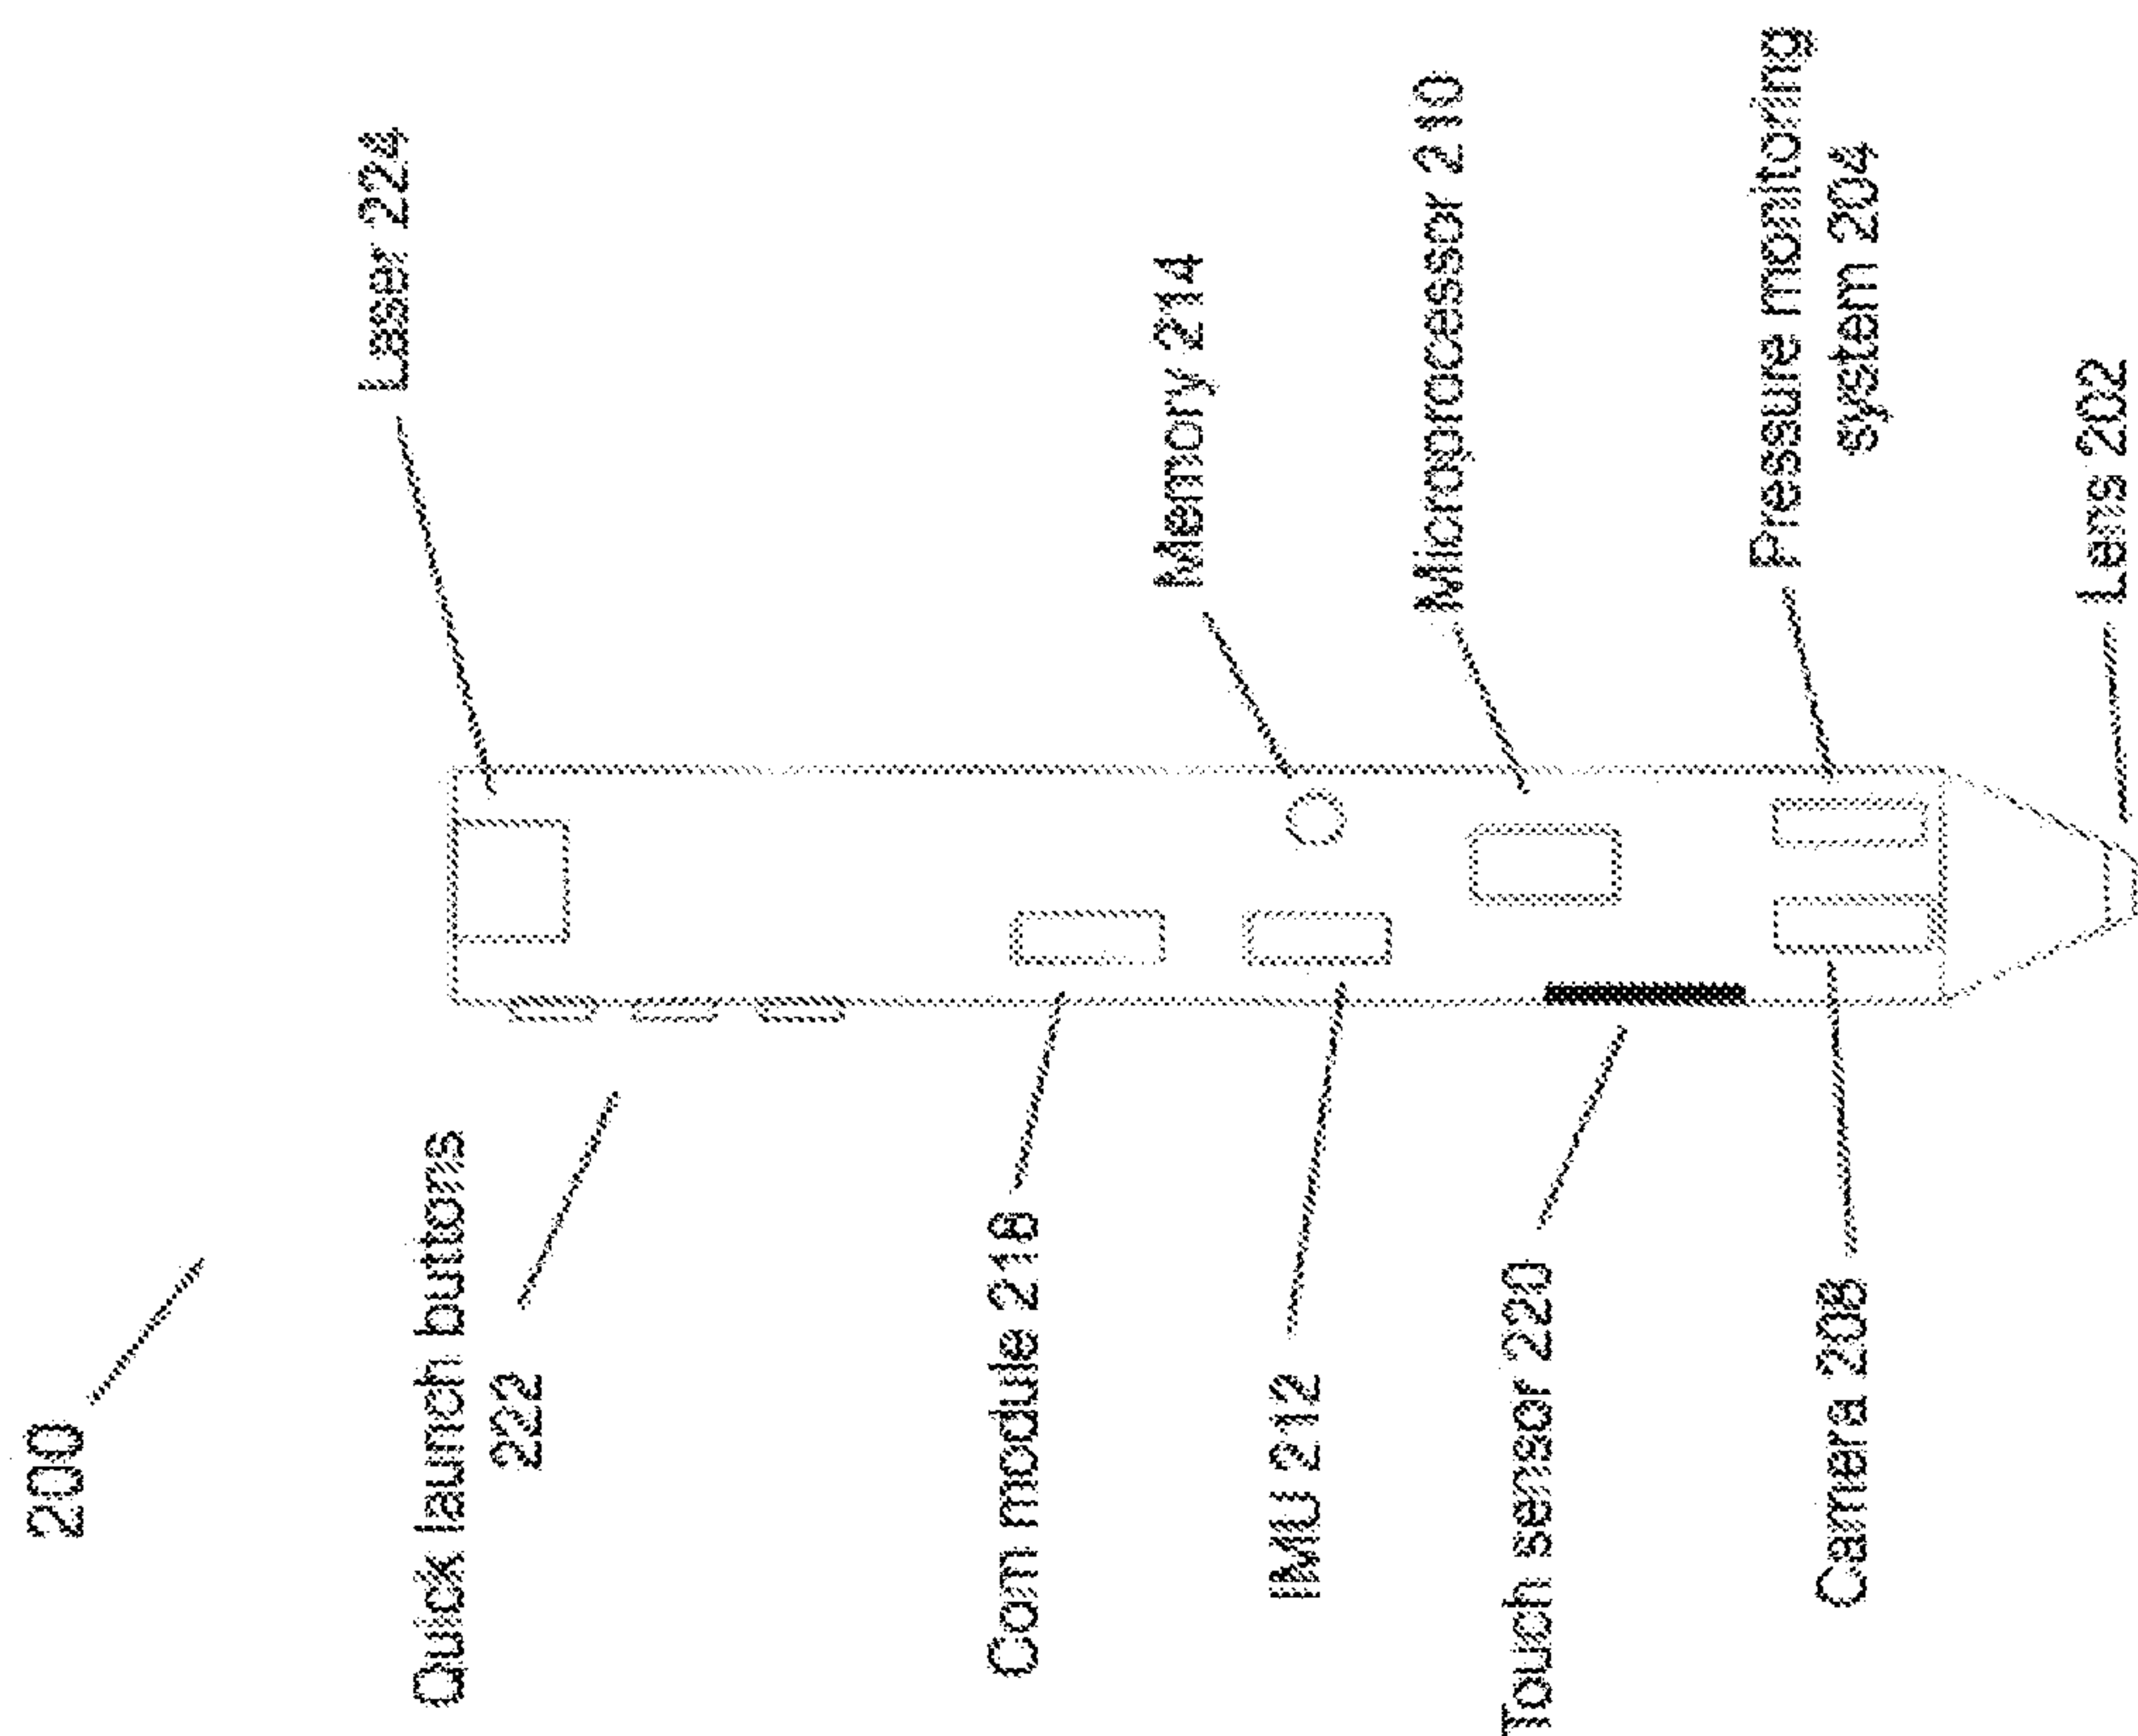 200
Quick launch buttons
222
Laser 224
Com module 218
Memory 214
IMU 212
Microprocessor 210
Touch sensor 220
Pressure monitoring
system 204
Camera 208
Lens 202